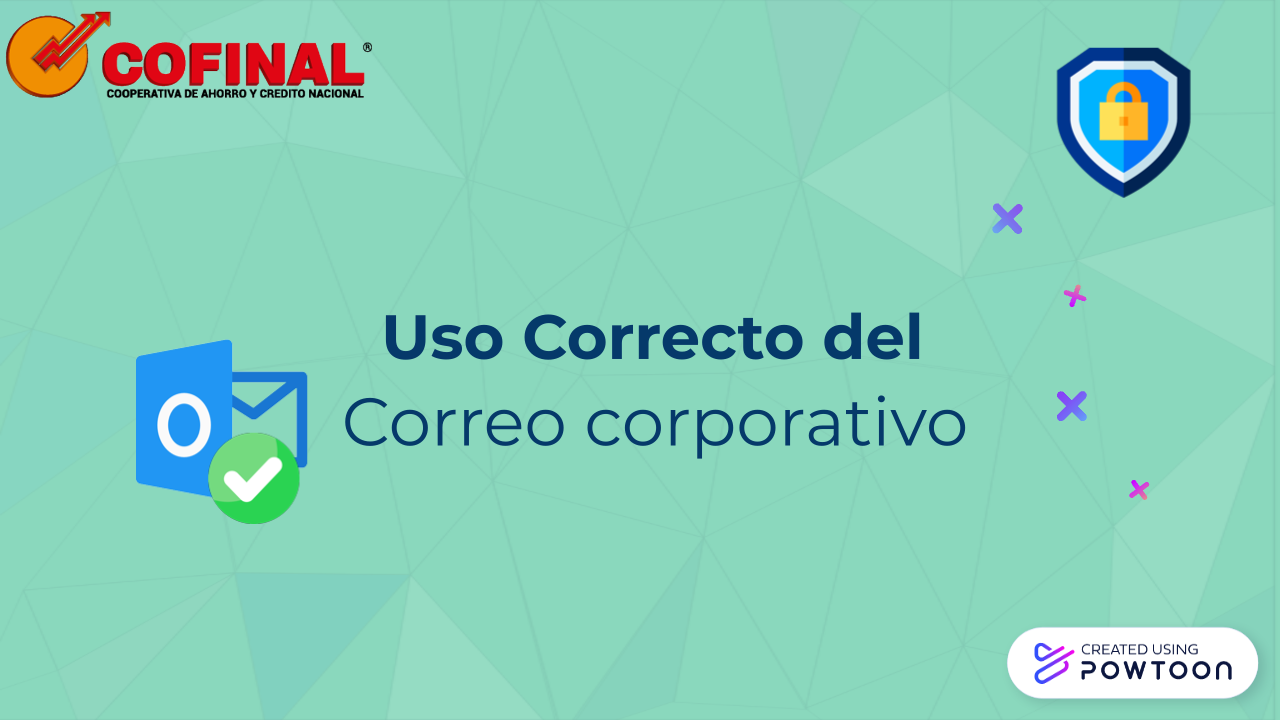 COFINAL®
COOPERATIVA DE AHORRO Y CREDITO NACIONAL
Uso Correcto del
Correo corporativo
CREATED USING
POWTOON